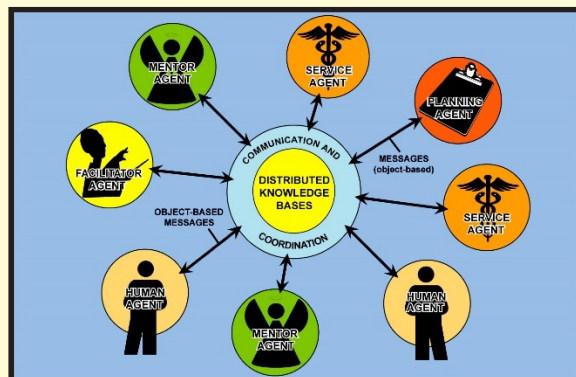 MENTOR
AGENT
SERVICE
AGENT
PLANNING
AGENT
COMMUNICATION AND
MESSAGES
(object-based)
FACILITATOR
AGENT
DISTRIBUTED
KNOWLEDGE
BASES
SERVICE
AGENT
OBJECT-BASED
MESSAGES
COORDINATION
HUMAN
AGENT
MENTOR
AGENT
HUMAN
AGENT